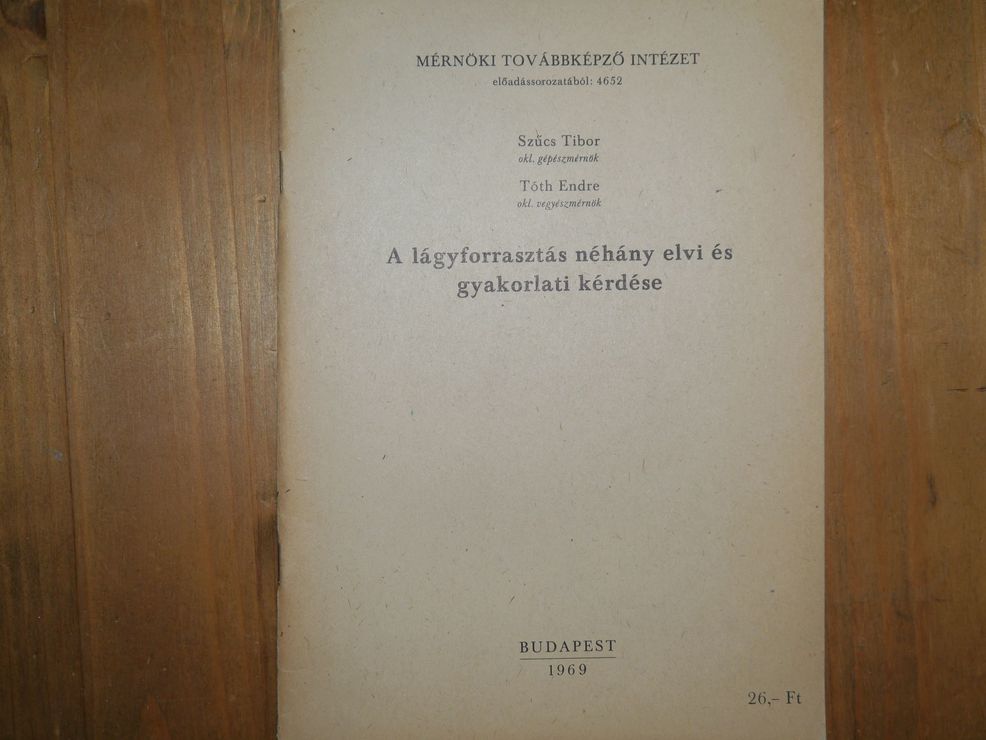 MÉRNÖKI TOVÁBBKÉPZŐ INTÉZET
előadássorozatából: 4652
Szűcs Tibor
okl. gépészmérnök
Tóth Endre
okl. vegyészmérnök
A lágyforrasztás néhány elvi és
gyakorlati kérdése
BUDAPEST
1969
26,– Ft